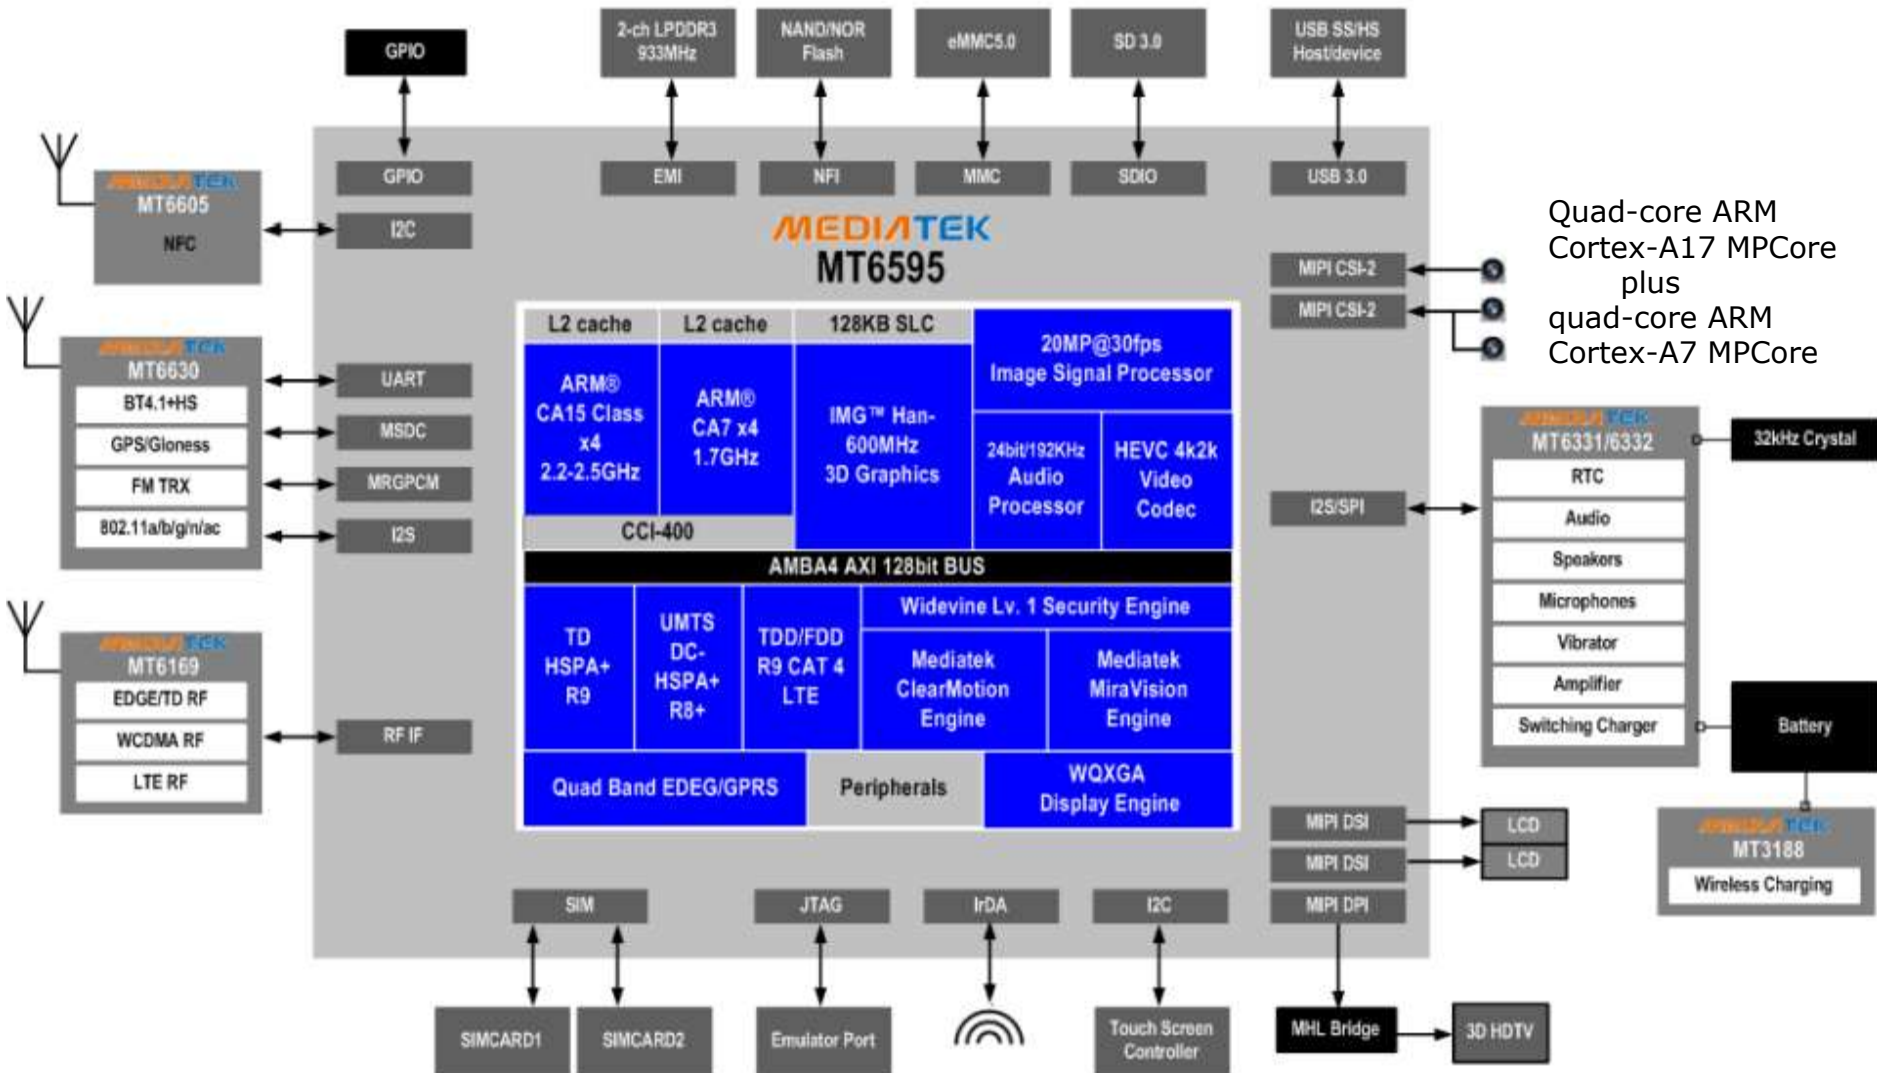 GPIO
2-ch LPDDR3
933MHz
NAND/NOR
Flash
eMMC5.0
SD 3.0
USB SS/HS
Host/device
GPIO
EMI
NFI
MMC
SDIO
USB 3.0
MEDIATEK
MT6605
NFC
I2C
MEDIATEK
MT6595
MIPI CSI-2
MIPI CSI-2
Quad-core ARM
Cortex-A17 MPCore
plus
quad-core ARM
Cortex-A7 MPCore
MEDIATEK
MT6630
BT4.1+HS
GPS/Gloness
FM TRX
802.11a/b/g/n/ac
UART
MSDC
MRGPCM
I2S
L2 cache
L2 cache
128KB SLC
20MP@30fps
Image Signal Processor
ARM®
CA15 Class
x4
2.2-2.5GHz
ARM®
CA7 x4
1.7GHz
IMG™ Han-
600MHz
3D Graphics
24bit/192KHz
Audio
Processor
HEVC 4k2k
Video
Codec
CCI-400
AMBA4 AXI 128bit BUS
TD
HSPA+
R9
UMTS
DC-
HSPA+
R8+
TDD/FDD
R9 CAT 4
LTE
Widevine Lv. 1 Security Engine
Mediatek
ClearMotion
Engine
Mediatek
MiraVision
Engine
Quad Band EDEG/GPRS
Peripherals
WQXGA
Display Engine
I2S/SPI
MEDIATEK
MT6331/6332
RTC
Audio
Speakers
Microphones
Vibrator
Amplifier
Switching Charger
32kHz Crystal
Battery
MEDIATEK
MT3188
Wireless Charging
MEDIATEK
MT6169
EDGE/TD RF
WCDMA RF
LTE RF
RF IF
MIPI DSI
MIPI DSI
MIPI DPI
LCD
LCD
SIM
JTAG
IrDA
I2C
SIMCARD1
SIMCARD2
Emulator Port
Touch Screen
Controller
MHL Bridge
3D HDTV